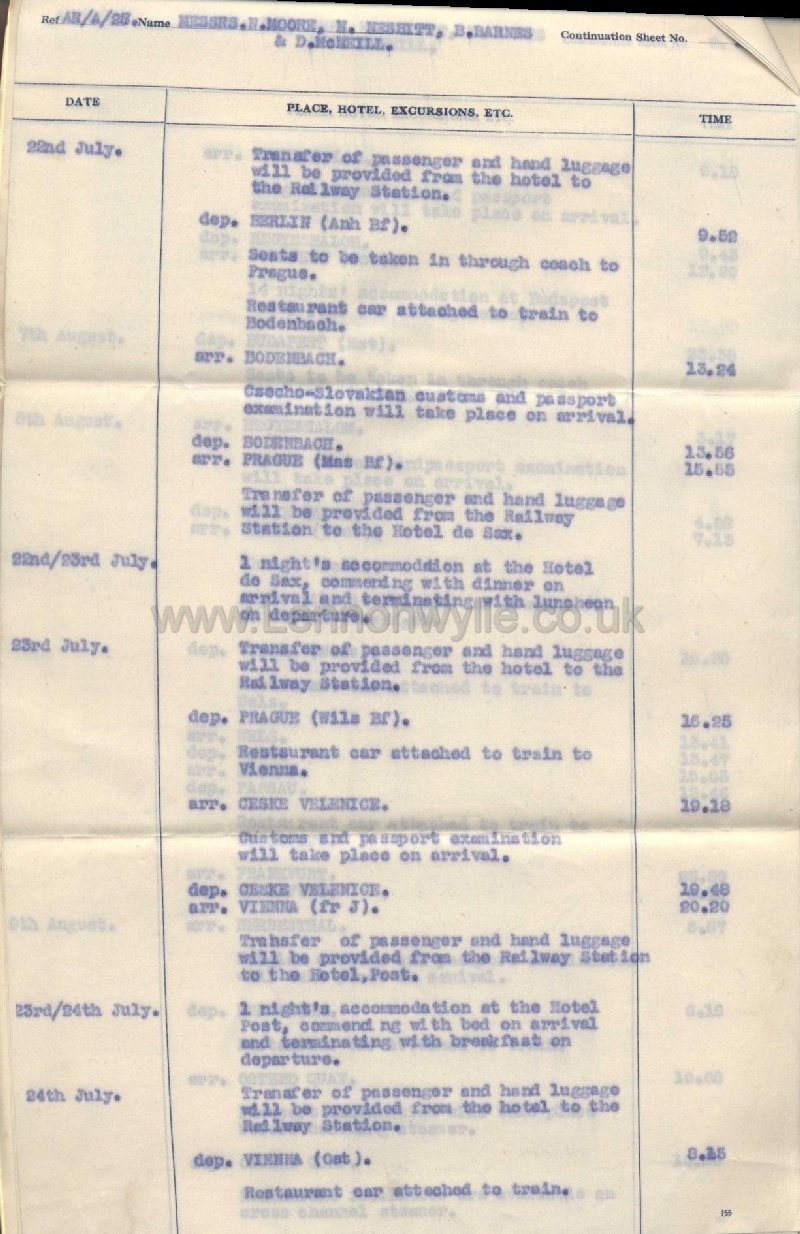 Ref AR/A/25. Name MESSRS.N.MOORE, N. NESBITT, B.BARNES Continuation Sheet No.
& D.McNEILL.
DATE PLACE, HOTEL, EXCURSIONS, ETC. TIME
22nd July. Transfer of passenger and hand luggage
will be provided from the hotel to
the Railway Station.
dep. BERLIN (Anh Bf). 9.52
Seats to be taken in through coach to
Prague.
Restaurant car attached to train to
Bodenbach.
arr. BODENBACH. 13.24
Czecho-Slovakian customs and passport
examination will take place on arrival.
dep. BODENBACH. 13.56
arr. PRAGUE (Mas Bf). 15.55
Transfer of passenger and hand luggage
will be provided from the Railway
Station to the Hotel de Sax.
22nd/23rd July. 1 night's accommodation at the Hotel
de Sax, commening with dinner on
arrival and terminating with luncheon
on departure.
www.Lennonwylie.co.uk
23rd July. Transfer of passenger and hand luggage
will be provided from the hotel to the
Railway Station.
dep. PRAGUE (Wils Bf). 16.25
Restaurant car attached to train to
Vienna.
arr. CESKE VELENICE. 19.18
Customs and passport examination
will take place on arrival.
dep. CESKE VELENICE. 19.48
arr. VIENNA (fr J). 20.20
Trahsfer of passenger and hand luggage
will be provided from the Railway Station
to the Hotel,Post.
23rd/24th July. 1 night's accommodation at the Hotel
Post, commending with bed on arrival
and terminating with breakfast on
departure.
24th July. Transfer of passenger and hand luggage
will be provided from the hotel to the
Railway Station.
dep. VIENNA (Ost). 8.15
Restaurant car attached to train.
155